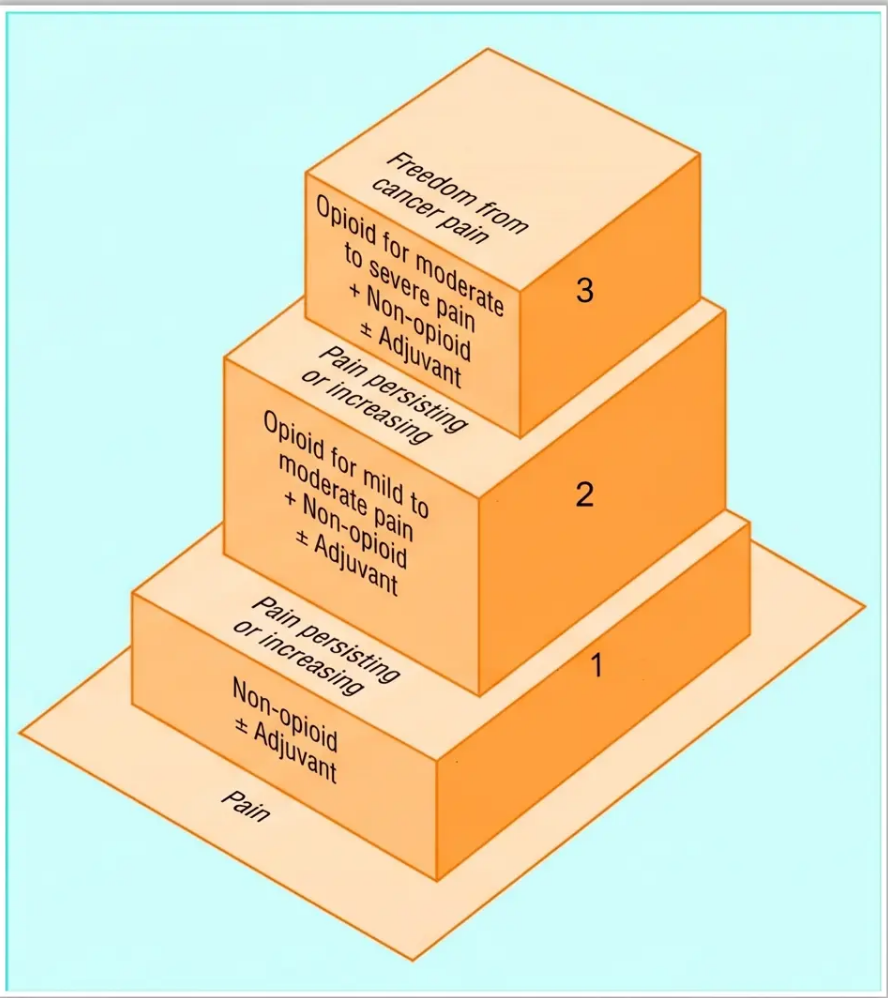 Freedom from
cancer pain
Opioid for moderate
to severe pain
+ Non-opioid
± Adjuvant
3
Pain persisting
or increasing
Opioid for mild to
moderate pain
+ Non-opioid
± Adjuvant
2
Pain persisting
or increasing
Non-opioid
± Adjuvant
1
Pain